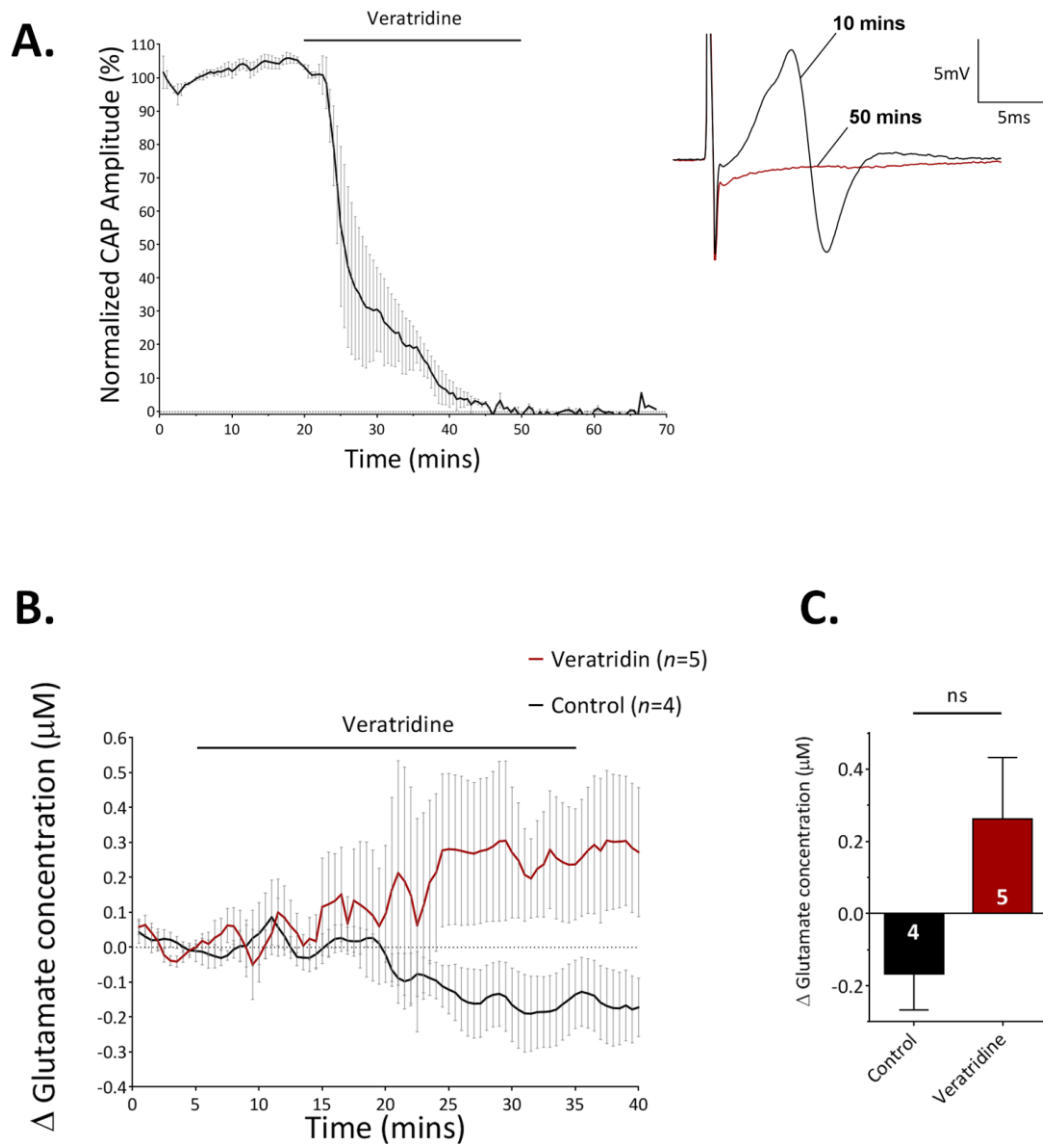 A.
Veratridine
Normalized CAP Amplitude (%)
110
100
90
80
70
60
50
40
30
20
10
0
0 10 20 30 40 50 60 70
Time (mins)
10 mins
50 mins
5mV
5ms
B.
Veratridin (n=5)
Control (n=4)
Veratridine
Δ Glutamate concentration (μM)
0.6
0.5
0.4
0.3
0.2
0.1
0.0
-0.1
-0.2
-0.3
-0.4
0 5 10 15 20 25 30 35 40
Time (mins)
C.
ns
Δ Glutamate concentration (μM)
0.4
0.2
0.0
-0.2
4
5
Control
Veratridine